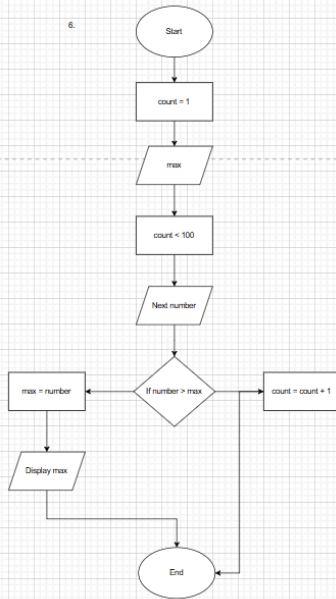 6.
Start
count = 1
max
count < 100
Next number
If number > max
max = number
count = count + 1
Display max
End